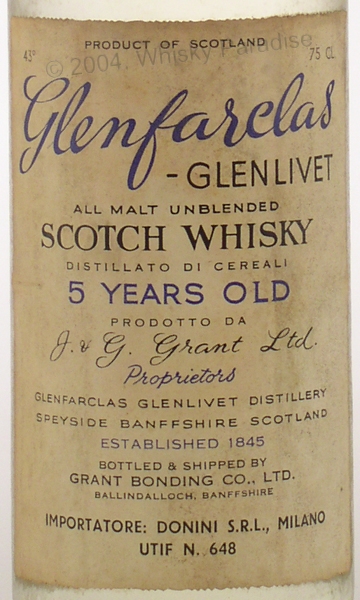 © 2004, Whisky Paradise
PRODUCT OF SCOTLAND
43° 75 CL
Glenfarclas
- GLENLIVET
ALL MALT UNBLENDED
SCOTCH WHISKY
DISTILLATO DI CEREALI
5 YEARS OLD
PRODOTTO DA
J. & G. Grant Ltd.
Proprietors
GLENFARCLAS GLENLIVET DISTILLERY
SPEYSIDE BANFFSHIRE SCOTLAND
ESTABLISHED 1845
BOTTLED & SHIPPED BY
GRANT BONDING CO., LTD.
BALLINDALLOCH, BANFFSHIRE
IMPORTATORE: DONINI S.R.L., MILANO
UTIF N. 648